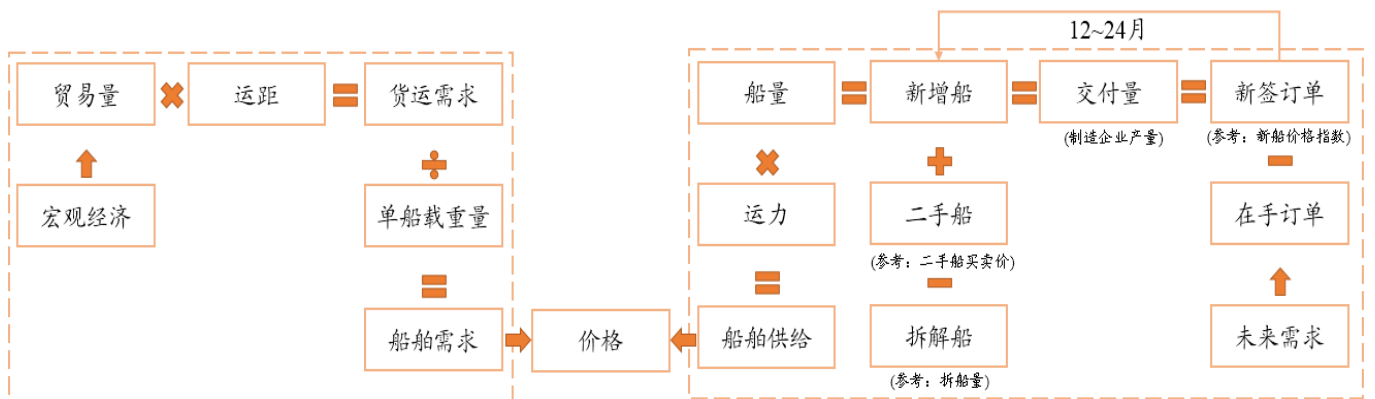 12~24月
贸易量
运距
货运需求
船量
新增船
交付量
新签订单
(制造企业产量)
(参考：新船价格指数)
宏观经济
单船载重量
运力
二手船
在手订单
(参考：二手船买卖价)
船舶需求
价格
船舶供给
拆解船
未来需求
(参考：拆船量)